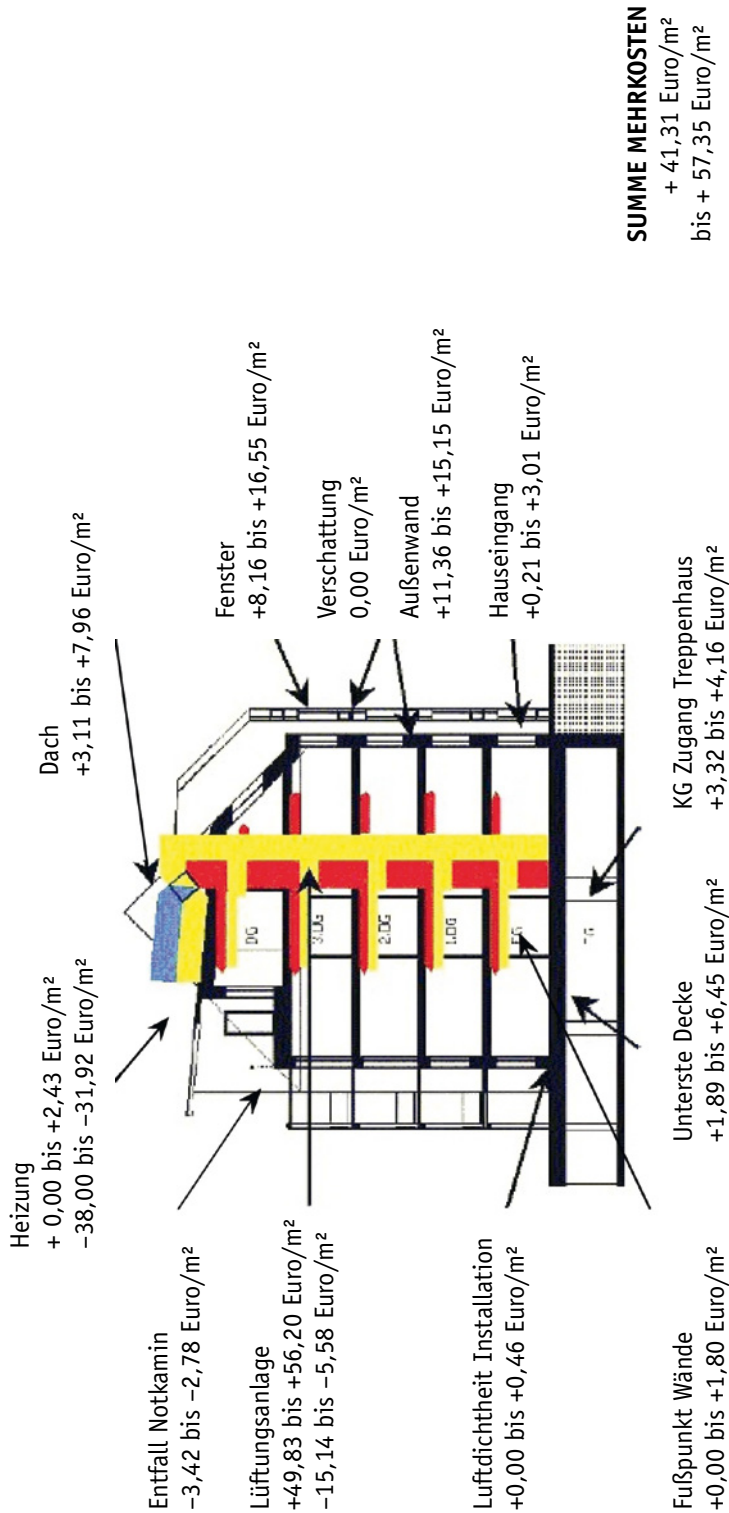 Heizung
+ 0,00 bis +2,43 Euro/m²
−38,00 bis −31,92 Euro/m²
Dach
+3,11 bis +7,96 Euro/m²
Entfall Notkamin
−3,42 bis −2,78 Euro/m²
Lüftungsanlage
+49,83 bis +56,20 Euro/m²
−15,14 bis −5,58 Euro/m²
Luftdichtheit Installation
+0,00 bis +0,46 Euro/m²
Fußpunkt Wände
+0,00 bis +1,80 Euro/m²
DG
3.OG
2.OG
1.OG
EG
Fenster
+8,16 bis +16,55 Euro/m²
Verschattung
0,00 Euro/m²
Außenwand
+11,36 bis +15,15 Euro/m²
Hauseingang
+0,21 bis +3,01 Euro/m²
Unterste Decke
+1,89 bis +6,45 Euro/m²
KG Zugang Treppenhaus
+3,32 bis +4,16 Euro/m²
SUMME MEHRKOSTEN
+ 41,31 Euro/m²
bis + 57,35 Euro/m²